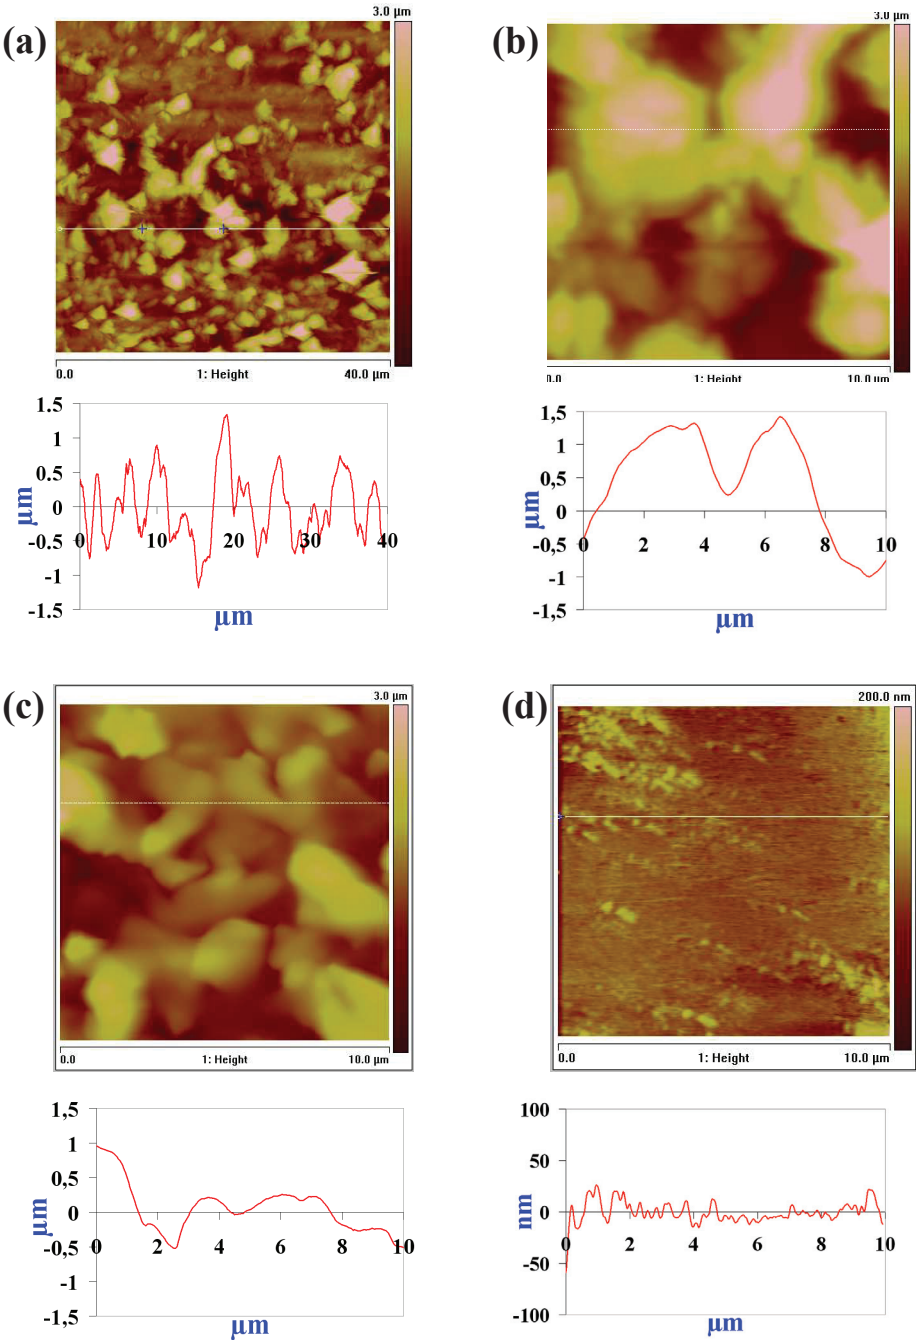 (a)
3.0 µm
0.0 1: Height 40.0 µm
1.5
1
0.5
0
-0.5
-1
-1.5
0 10 20 30 40
µm
µm
(b)
3.0 µm
0.0 1: Height 10.0 µm
1,5
1
0,5
0
-0,5
-1
-1,5
0 2 4 6 8 10
µm
µm
(c)
3.0 µm
0.0 1: Height 10.0 µm
1,5
1
0,5
0
-0,5
-1
-1,5
0 2 4 6 8 10
µm
µm
(d)
200.0 nm
0.0 1: Height 10.0 µm
100
50
0
-50
-100
0 2 4 6 8 10
nm
µm